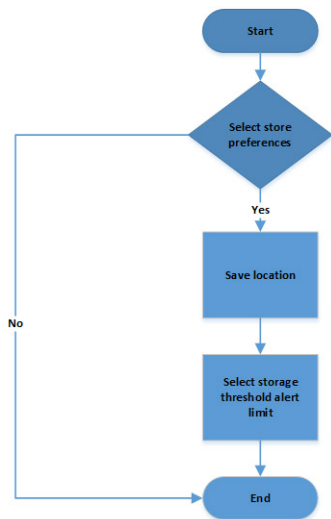 Start
Select store
preferences
Yes
Save location
No
Select storage
threshold alert
limit
End